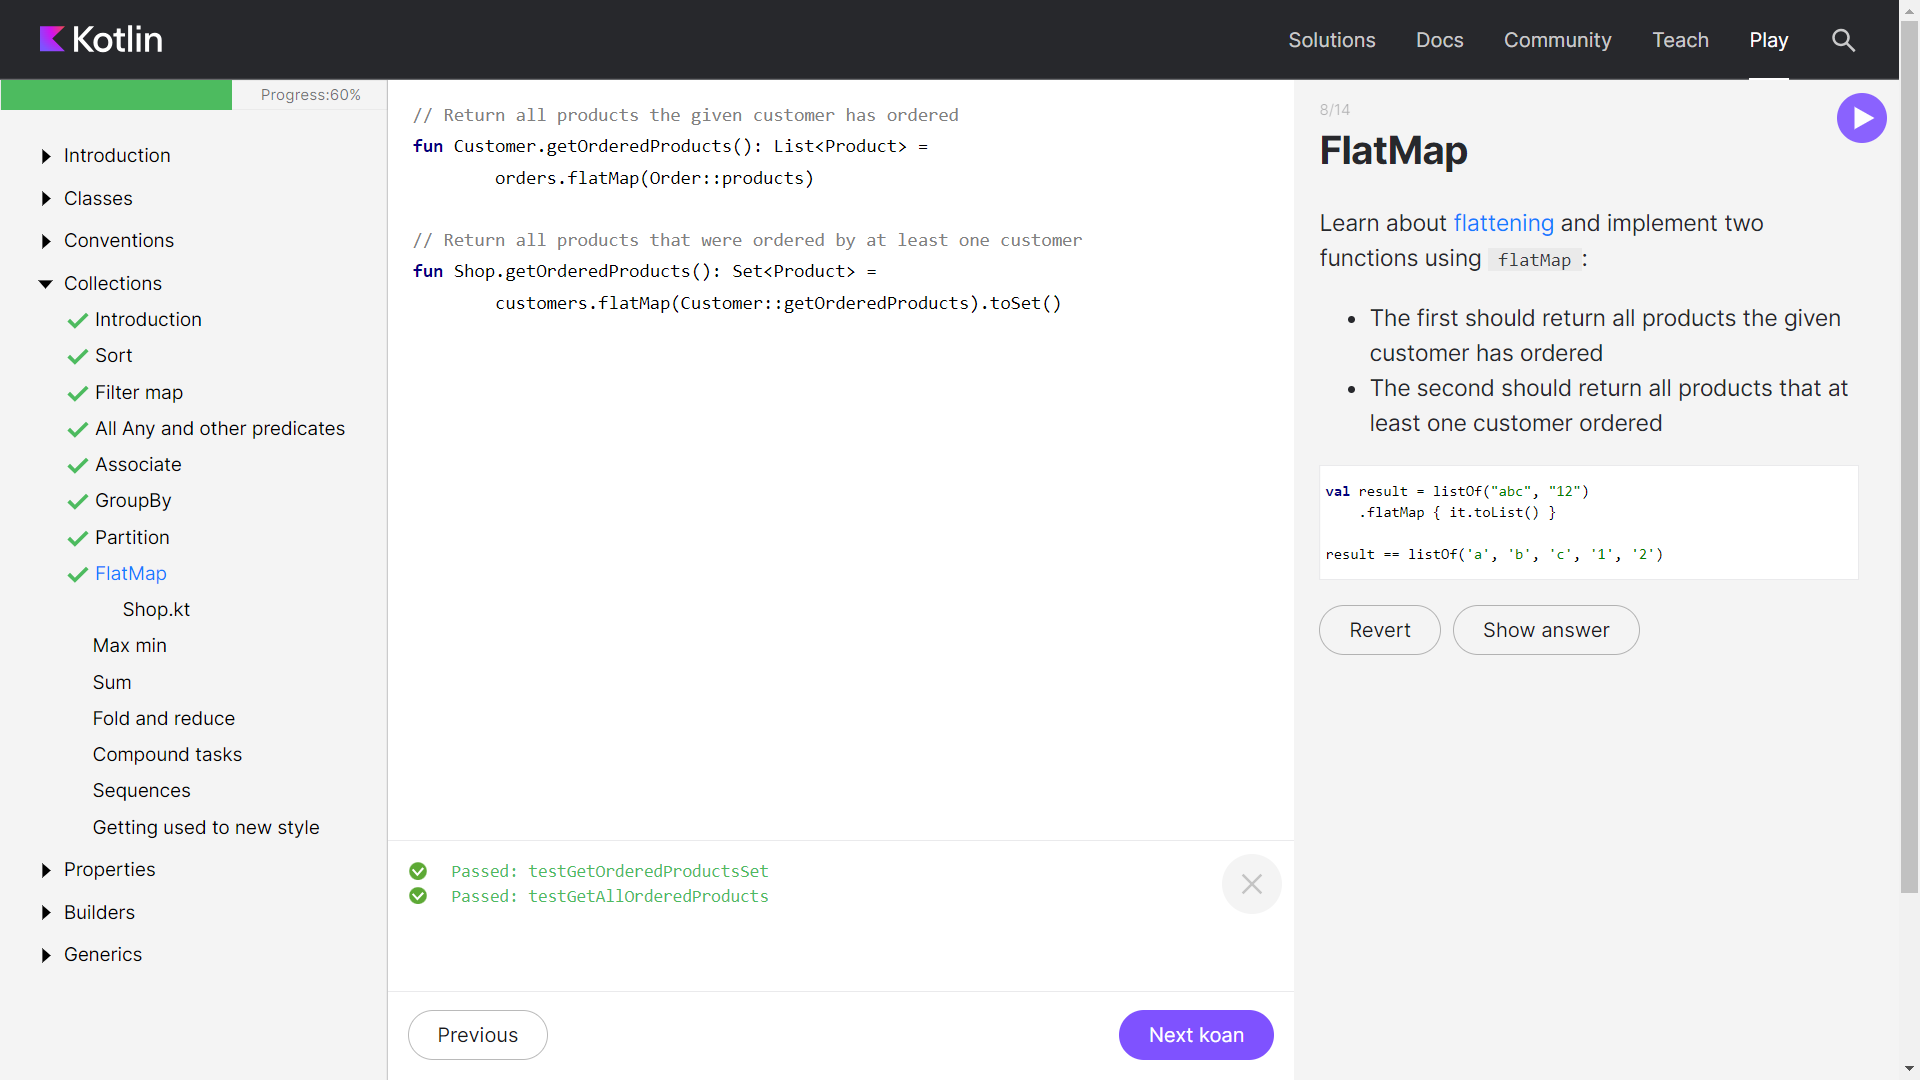 Kotlin
Solutions
Docs
Community
Teach
Play
Progress:60%
Introduction
Classes
Conventions
Collections
Introduction
Sort
Filter map
All Any and other predicates
Associate
GroupBy
Partition
FlatMap
Shop.kt
Max min
Sum
Fold and reduce
Compound tasks
Sequences
Getting used to new style
Properties
Builders
Generics
// Return all products the given customer has ordered
fun Customer.getOrderedProducts(): List<Product> =
        orders.flatMap(Order::products)
// Return all products that were ordered by at least one customer
fun Shop.getOrderedProducts(): Set<Product> =
        customers.flatMap(Customer::getOrderedProducts).toSet()
Passed: testGetOrderedProductsSet
Passed: testGetAllOrderedProducts
Previous
Next koan
8/14
FlatMap
Learn about flattening and implement two
functions using flatMap :
• The first should return all products the given
customer has ordered
• The second should return all products that at
least one customer ordered
val result = listOf("abc", "12")
    .flatMap { it.toList() }
result == listOf('a', 'b', 'c', '1', '2')
Revert
Show answer